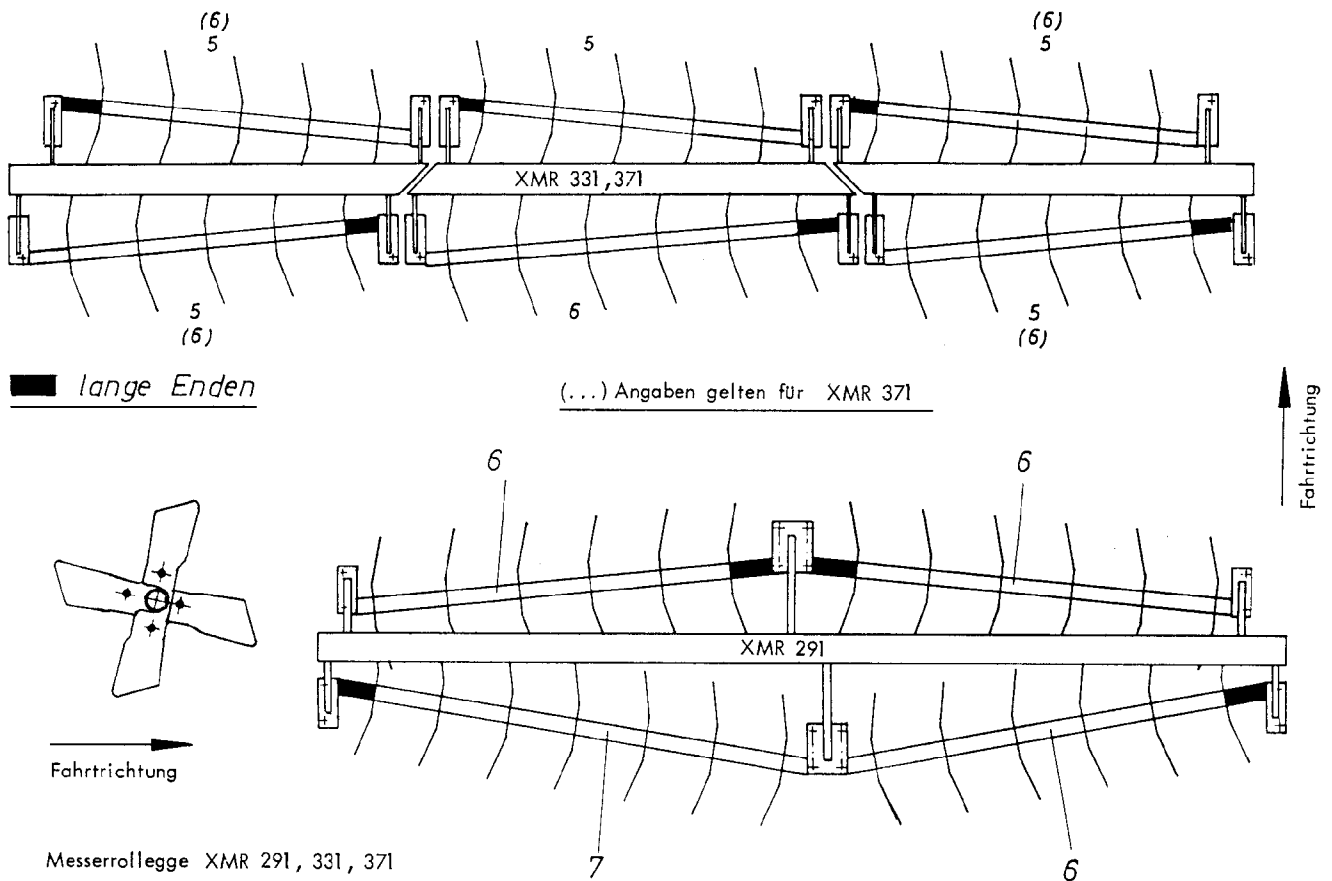 (6)
5
5
(6)
5
XMR 331,371
5
(6)
6
5
(6)
lange Enden
(...) Angaben gelten für XMR 371
Fahrtrichtung
6
6
XMR 291
Fahrtrichtung
7
6
Messerrollegge XMR 291, 331, 371